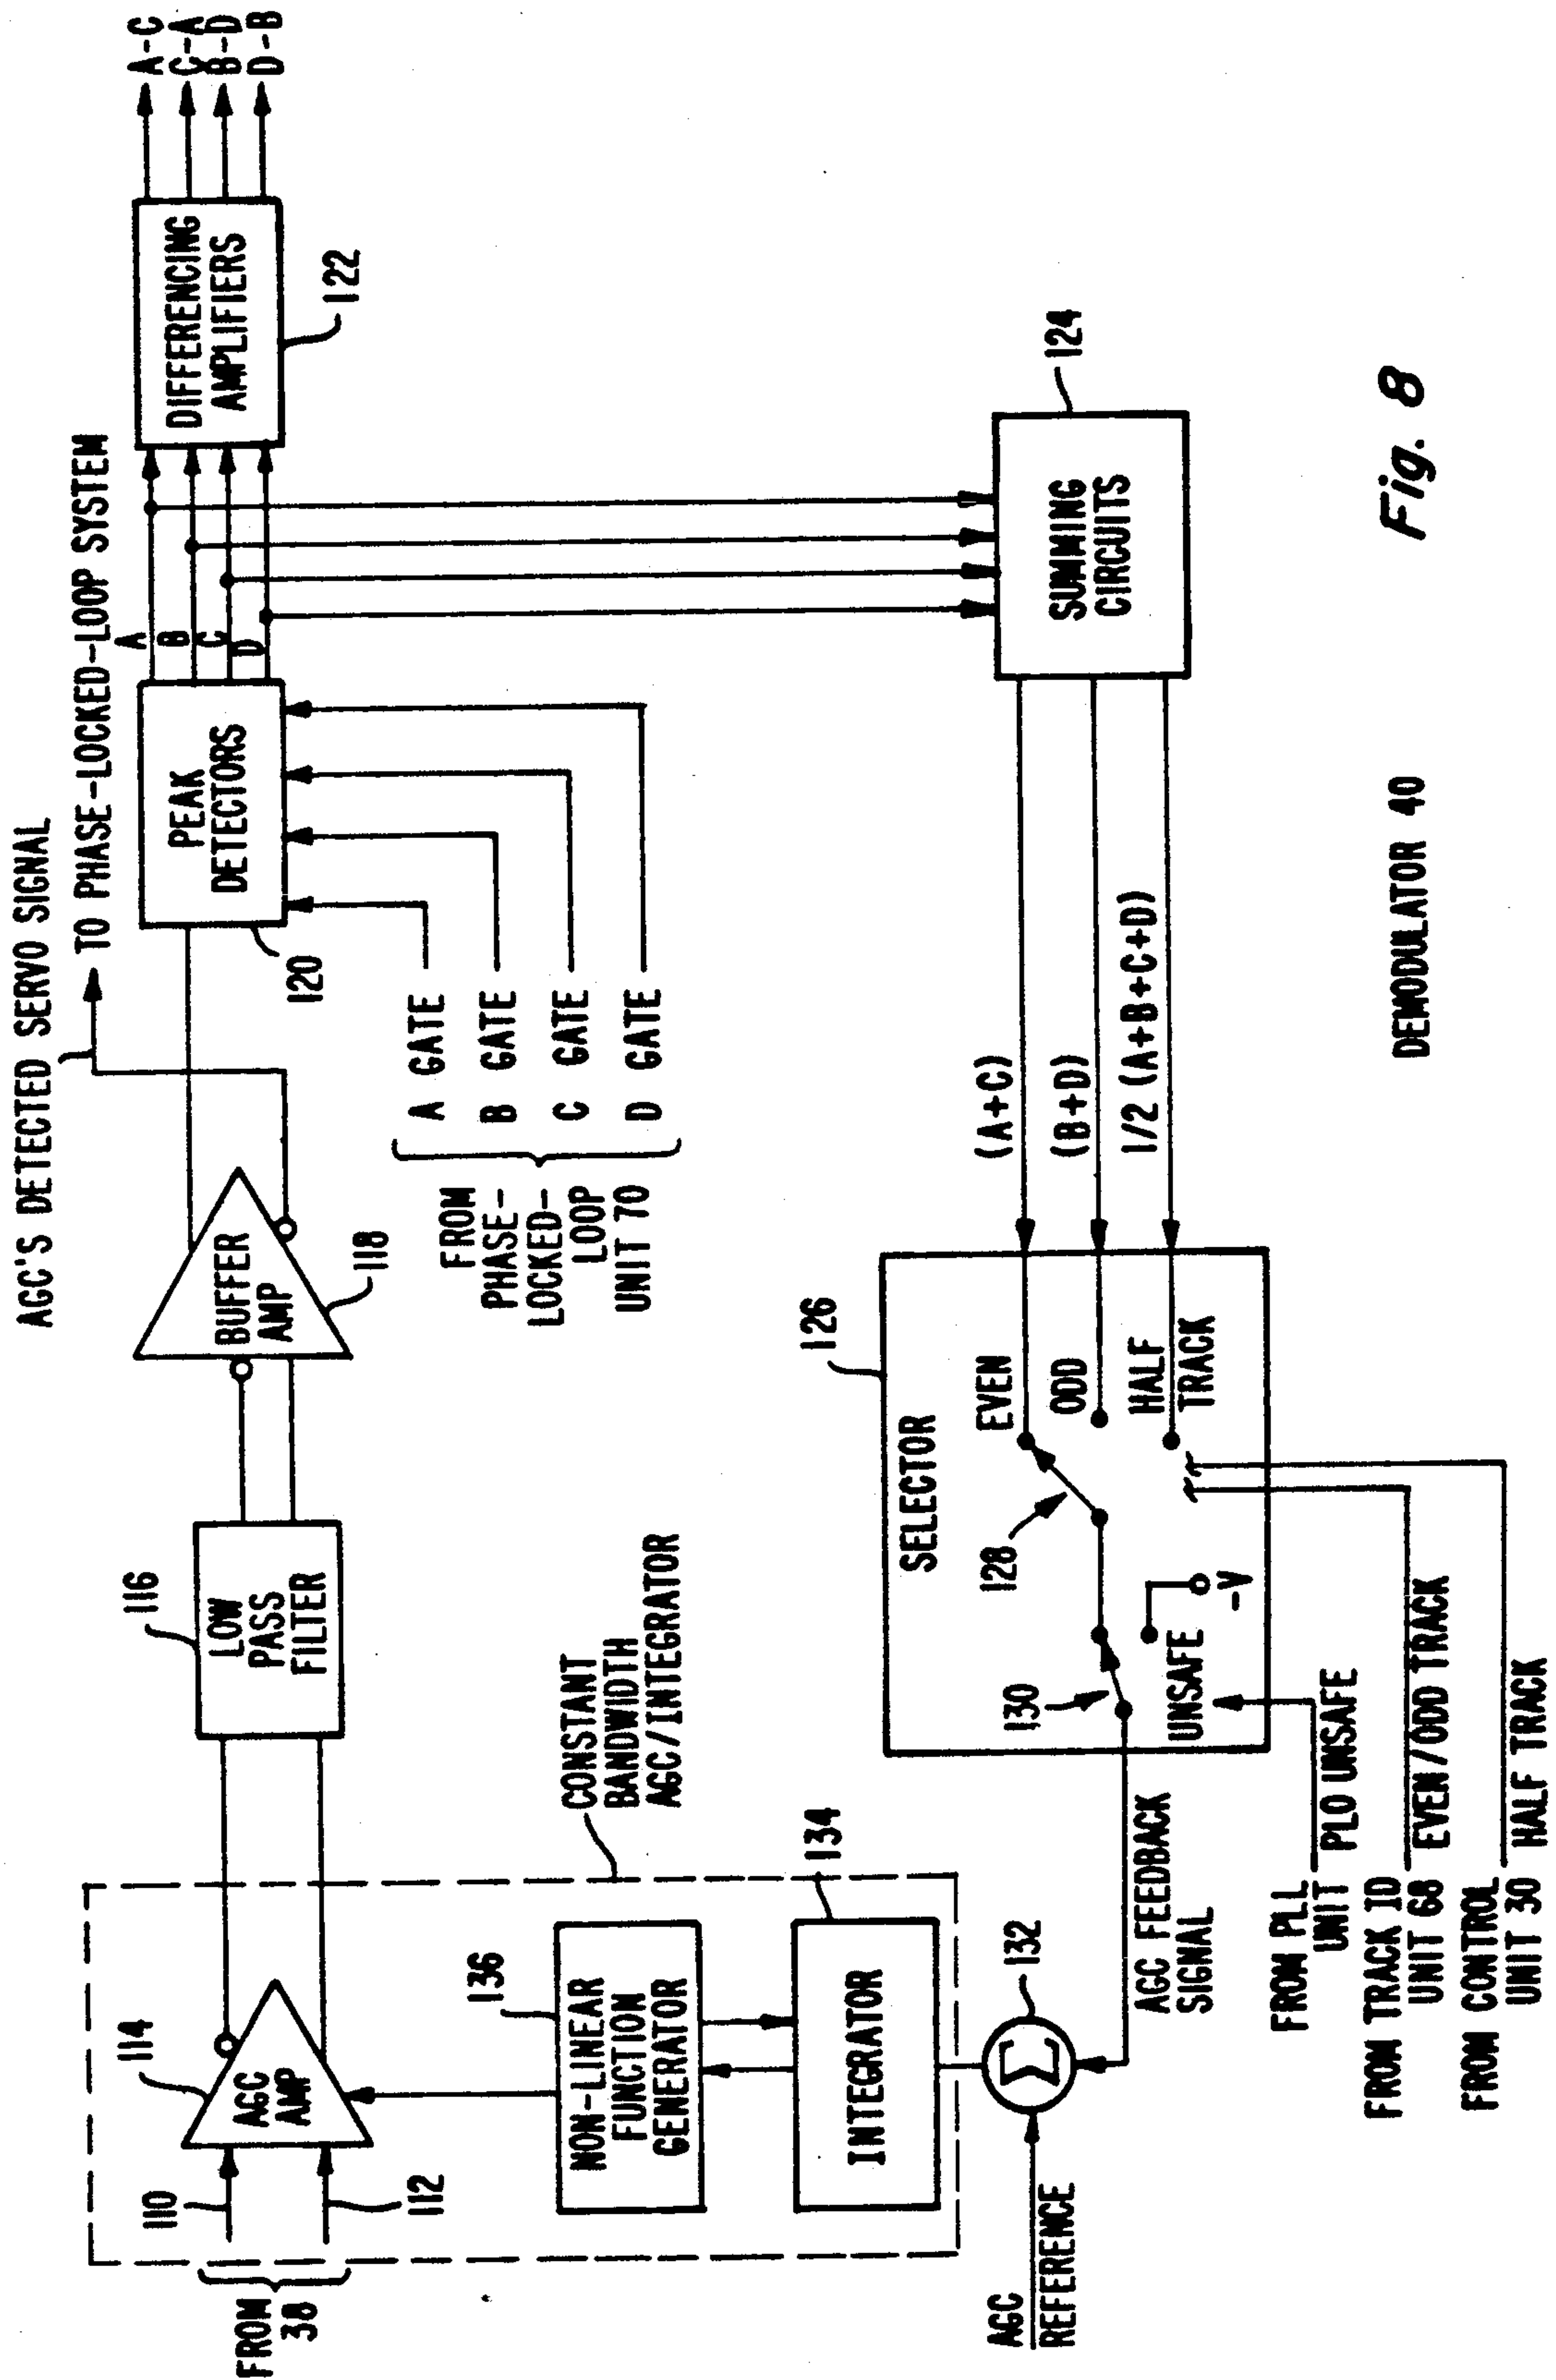 AGC'S DETECTED SERVO SIGNAL
TO PHASE-LOCKED-LOOP SYSTEM
FROM
38
110
112
114
AGC
AMP
116
LOW
PASS
FILTER
BUFFER
AMP
118
PEAK
DETECTORS
120
A
B
C
D
DIFFERENCING
AMPLIFIERS
122
A-C
C-A
B-D
D-B
FROM
PHASE-
LOCKED-
LOOP
UNIT 70
A GATE
B GATE
C GATE
D GATE
CONSTANT
BANDWIDTH
AGC/INTEGRATOR
136
NON-LINEAR
FUNCTION
GENERATOR
134
INTEGRATOR
AGC
REFERENCE
Σ
132
AGC FEEDBACK
SIGNAL
126
SELECTOR
EVEN
ODD
HALF
TRACK
128
130
UNSAFE
-V
(A+C)
(B+D)
1/2 (A+B+C+D)
SUMMING
CIRCUITS
124
FROM PLL
UNIT PLO UNSAFE
FROM TRACK ID
UNIT 68 EVEN/ODD TRACK
FROM CONTROL
UNIT 30 HALF TRACK
DEMODULATOR 40
Fig. 8